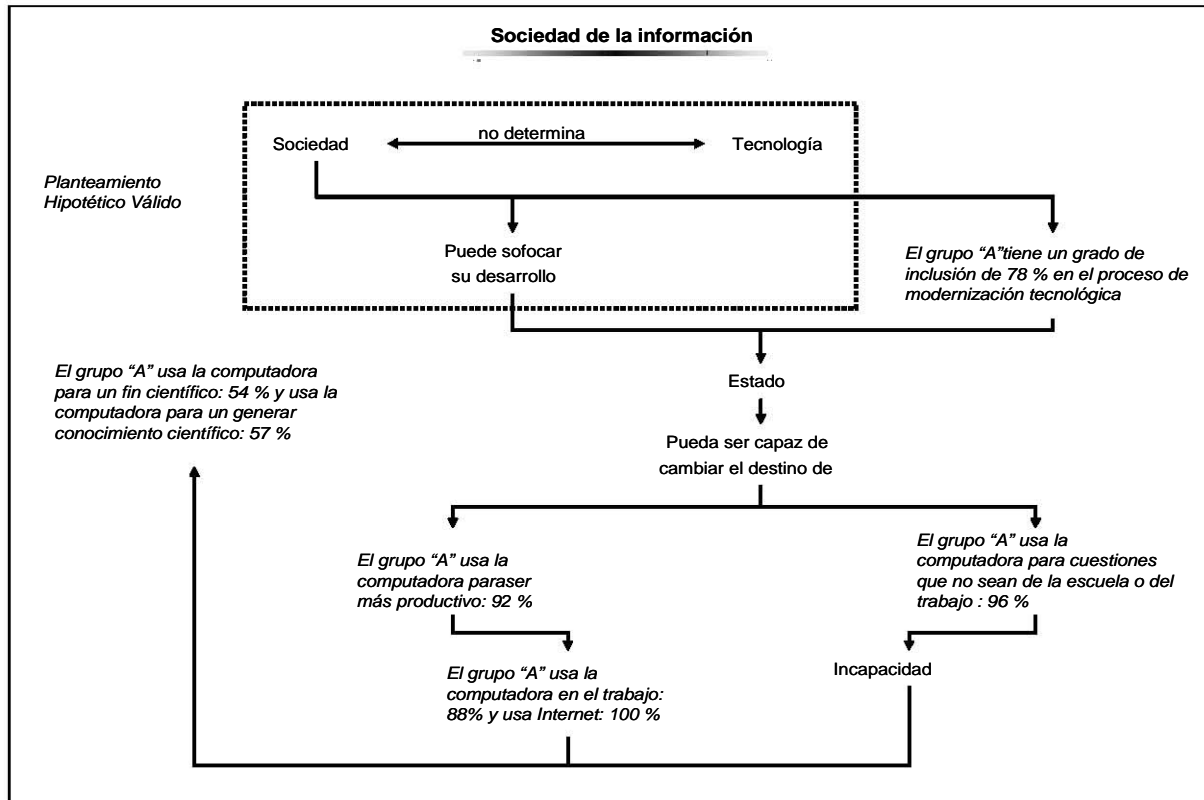 Sociedad de la información
no determina
Sociedad
Tecnología
Planteamiento
Hipotético Válido
Puede sofocar
su desarrollo
El grupo “A”tiene un grado de
inclusión de 78 % en el proceso de
modernización tecnológica
El grupo “A” usa la computadora
para un fin científico: 54 % y usa la
computadora para un generar
conocimiento científico: 57 %
Estado
Pueda ser capaz de
cambiar el destino de
El grupo “A” usa la
computadora paraser
más productivo: 92 %
El grupo “A” usa la
computadora para cuestiones
que no sean de la escuela o del
trabajo : 96 %
El grupo “A” usa la
computadora en el trabajo:
88% y usa Internet: 100 %
Incapacidad